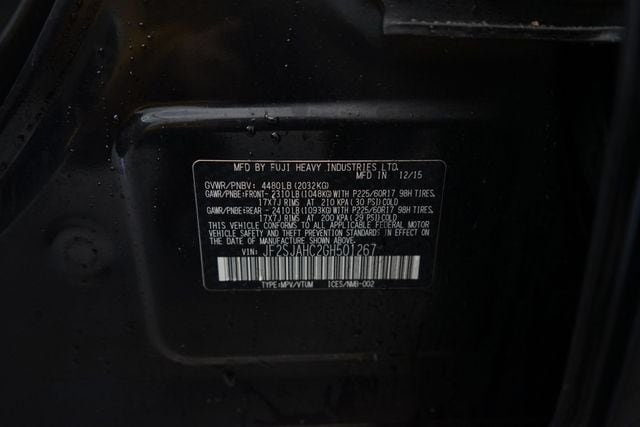 MFD BY FUJI HEAVY INDUSTRIES LTD.
MFD IN 12/15
GVWR/PNBV: 4480LB (2032KG)
GAWR/PNBE:FRONT- 2310LB (1048KG) WITH P225/60R17 98H TIRES,
17X7J RIMS AT 210 KPA (30 PSI) COLD
GAWR/PNBE:REAR - 2410LB (1093KG) WITH P225/60R17 98H TIRES,
17X7J RIMS AT 200 KPA (29 PSI) COLD
THIS VEHICLE CONFORMS TO ALL APPLICABLE FEDERAL MOTOR
VEHICLE SAFETY AND THEFT PREVENTION STANDARDS IN EFFECT
ON THE DATE OF MANUFACTURE SHOWN ABOVE.
VIN: JF2SJAHC2GH501267
TYPE:MPV/VTUM ICES/NMB-002